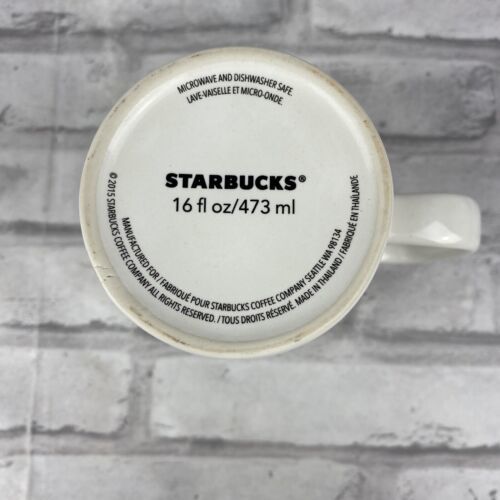 MICROWAVE AND DISHWASHER SAFE.
LAVE-VAISELLE ET MICRO-ONDE.
STARBUCKS®
16 fl oz/473 ml
© 2015 STARBUCKS COFFEE COMPANY ALL RIGHTS RESERVED. / TOUS DROITS RÉSERVÉ. MADE IN THAILAND / FABRIQUÉ EN THAÏLANDE
MANUFACTURED FOR / FABRIQUÉ POUR STARBUCKS COFFEE COMPANY SEATTLE WA 98134